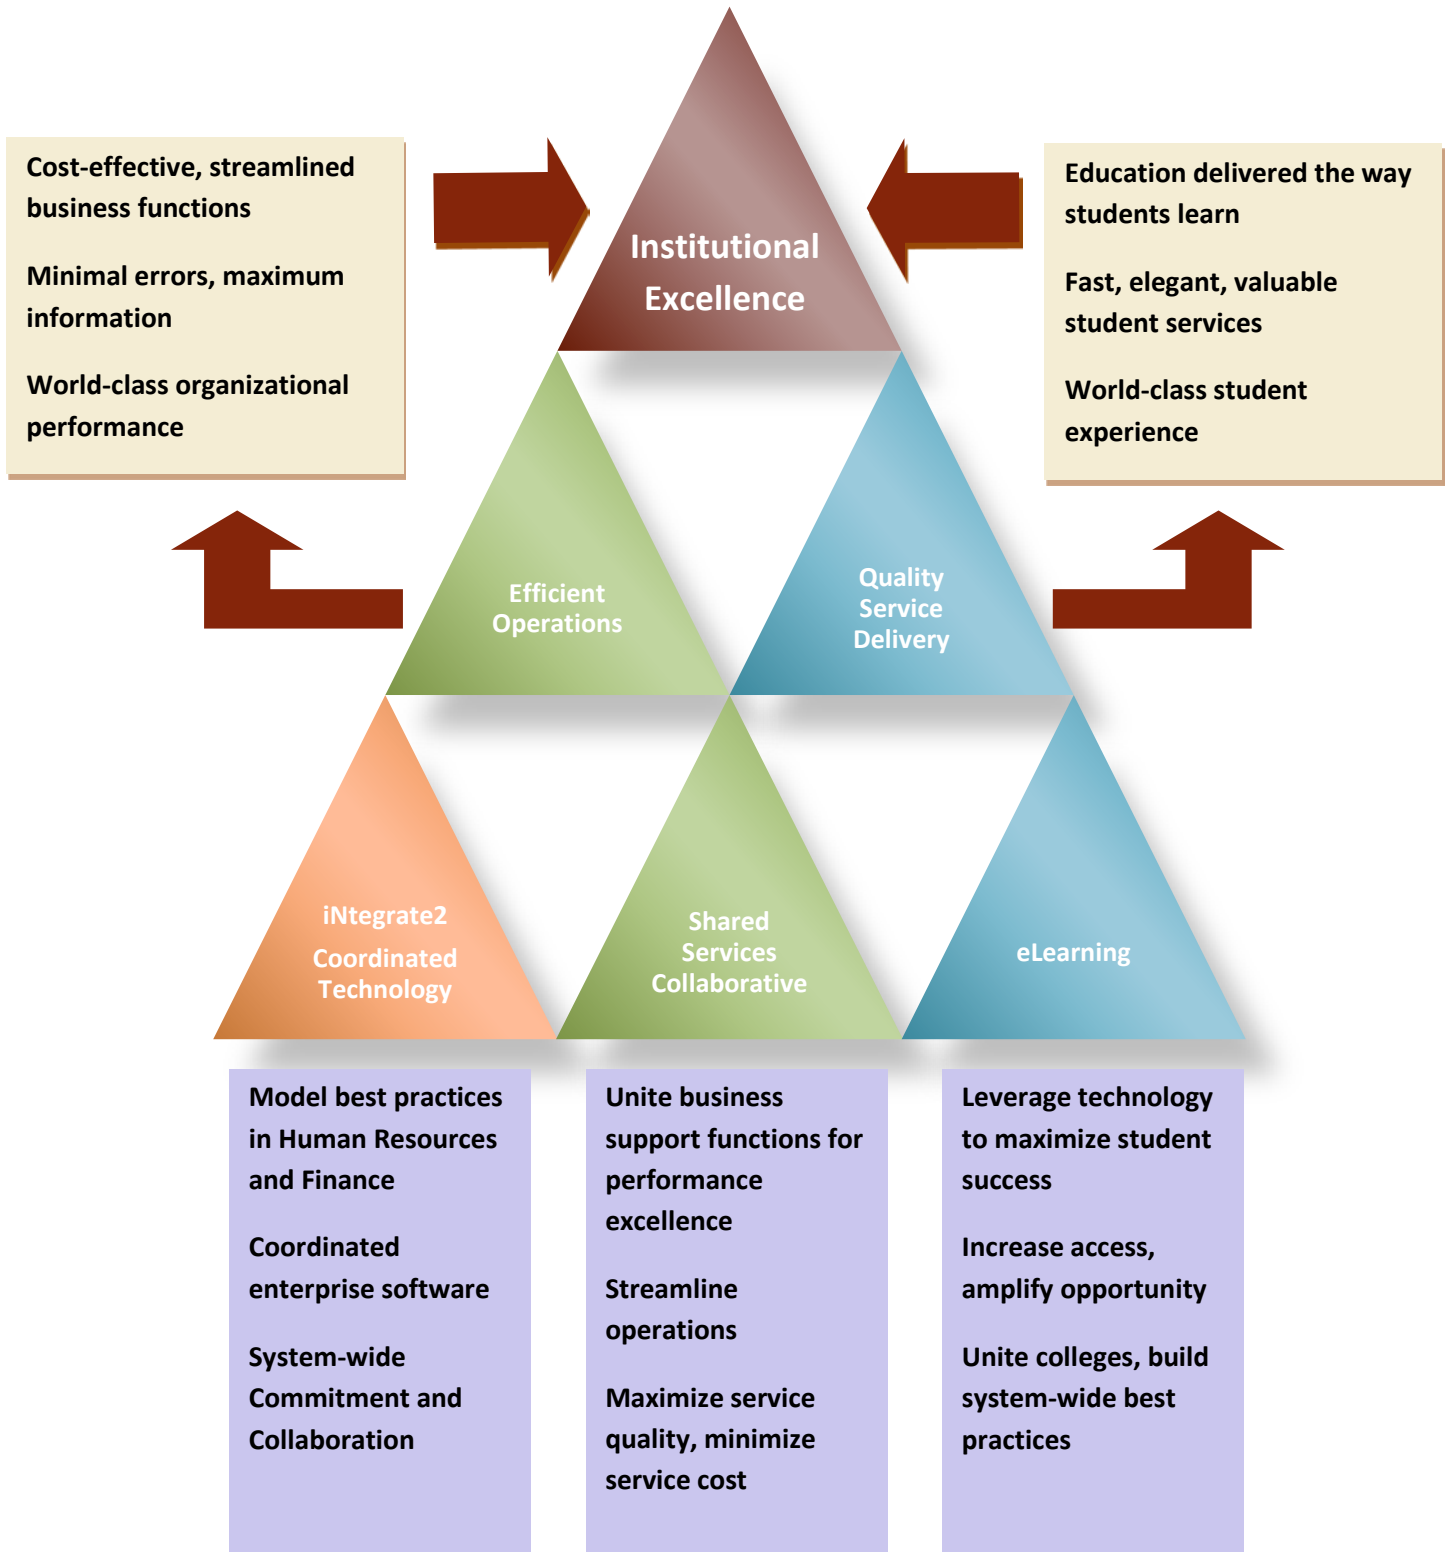 Cost-effective, streamlined
business functions
Minimal errors, maximum
information
World-class organizational
performance
Institutional
Excellence
Education delivered the way
students learn
Fast, elegant, valuable
student services
World-class student
experience
Efficient
Operations
Quality
Service
Delivery
iNtegrate2
Coordinated
Technology
Shared
Services
Collaborative
eLearning
Model best practices
in Human Resources
and Finance
Coordinated
enterprise software
System-wide
Commitment and
Collaboration
Unite business
support functions for
performance
excellence
Streamline
operations
Maximize service
quality, minimize
service cost
Leverage technology
to maximize student
success
Increase access,
amplify opportunity
Unite colleges, build
system-wide best
practices